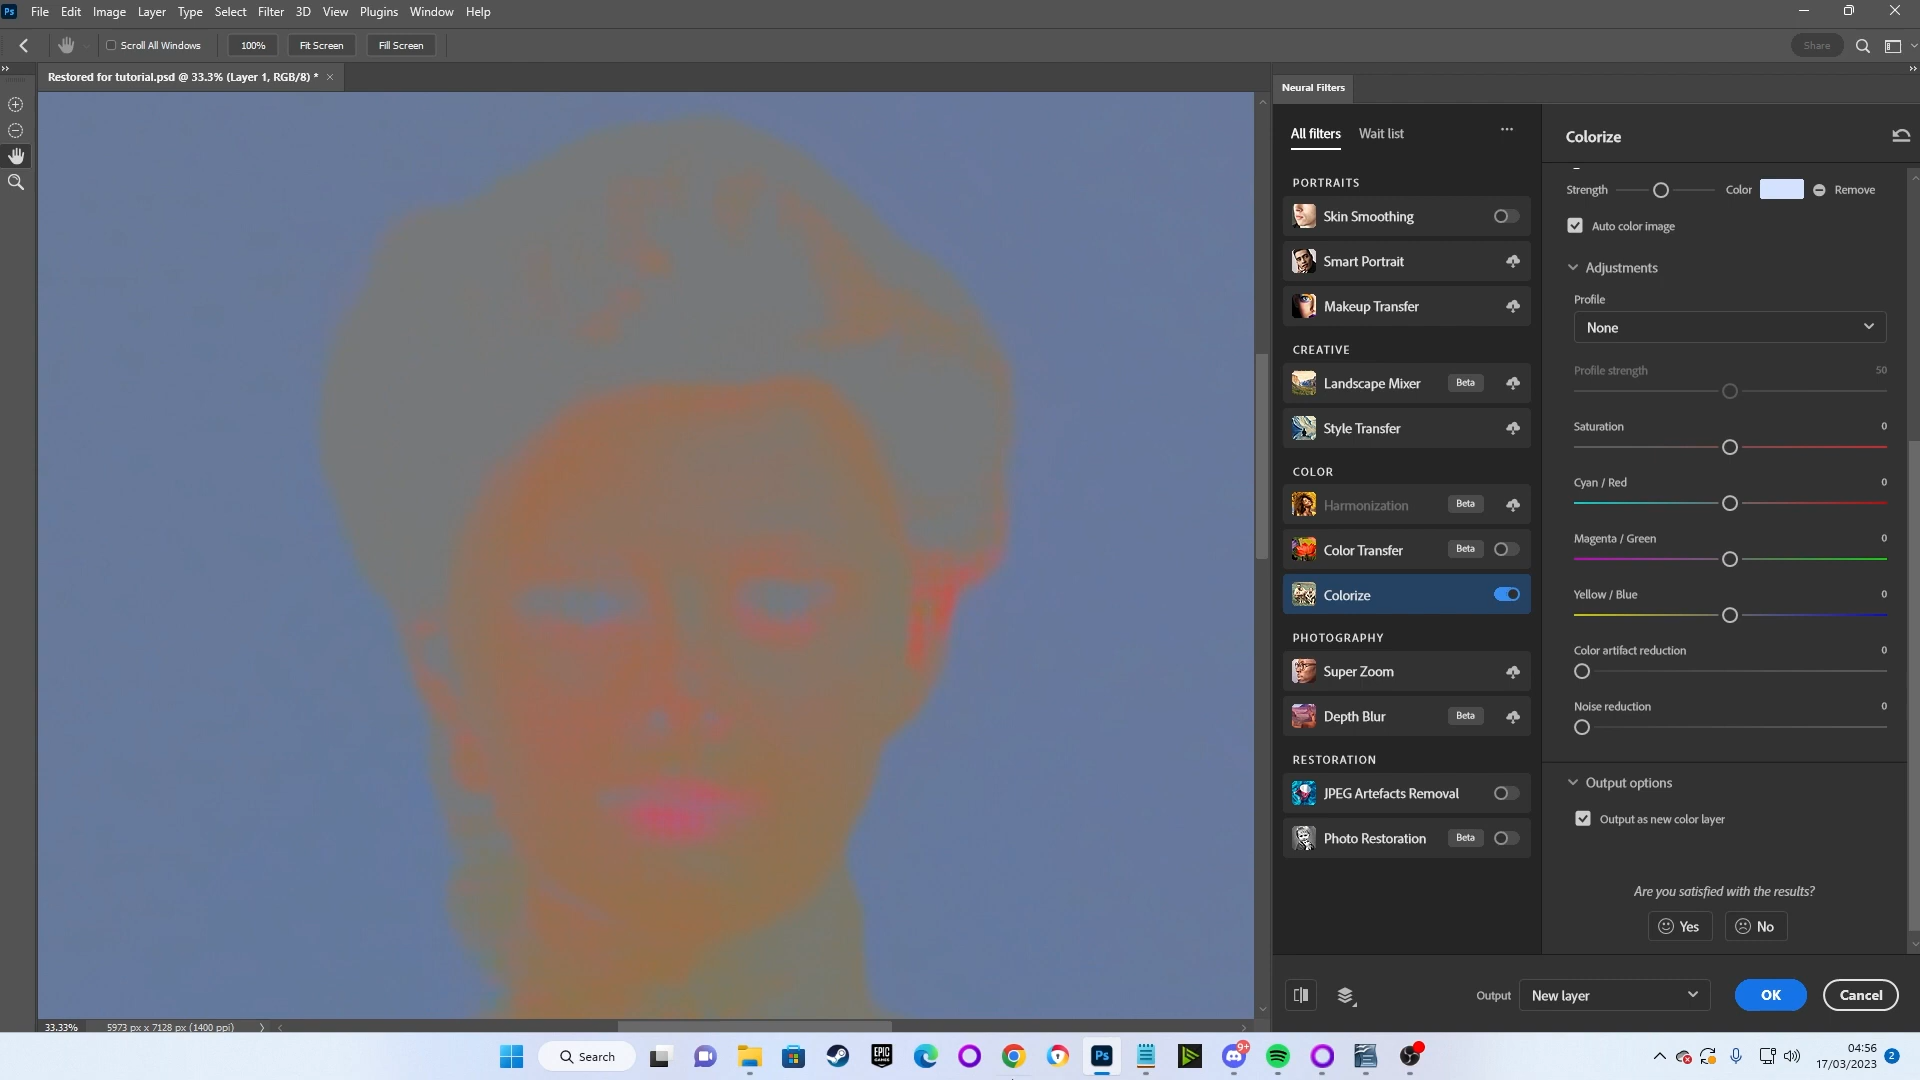 Ps File Edit Image Layer Type Select Filter 3D View Plugins Window Help
Scroll All Windows 100% Fit Screen Fill Screen Share
Restored for tutorial.psd @ 33.3% (Layer 1, RGB/8) * ×
Neural Filters
All filters Wait list ...
PORTRAITS
Skin Smoothing
Smart Portrait
Makeup Transfer
CREATIVE
Landscape Mixer Beta
Style Transfer
COLOR
Harmonization Beta
Color Transfer Beta
Colorize
PHOTOGRAPHY
Super Zoom
Depth Blur Beta
RESTORATION
JPEG Artefacts Removal
Photo Restoration Beta
Colorize
Strength Color Remove
Auto color image
Adjustments
Profile
None
Profile strength 50
Saturation 0
Cyan / Red 0
Magenta / Green 0
Yellow / Blue 0
Color artifact reduction 0
Noise reduction 0
Output options
Output as new color layer
Are you satisfied with the results?
Yes No
Output New layer OK Cancel
33.33% 5973 px x 7128 px (1400 ppi)
Search EPIC GAMES Ps 9+
04:56
17/03/2023 2